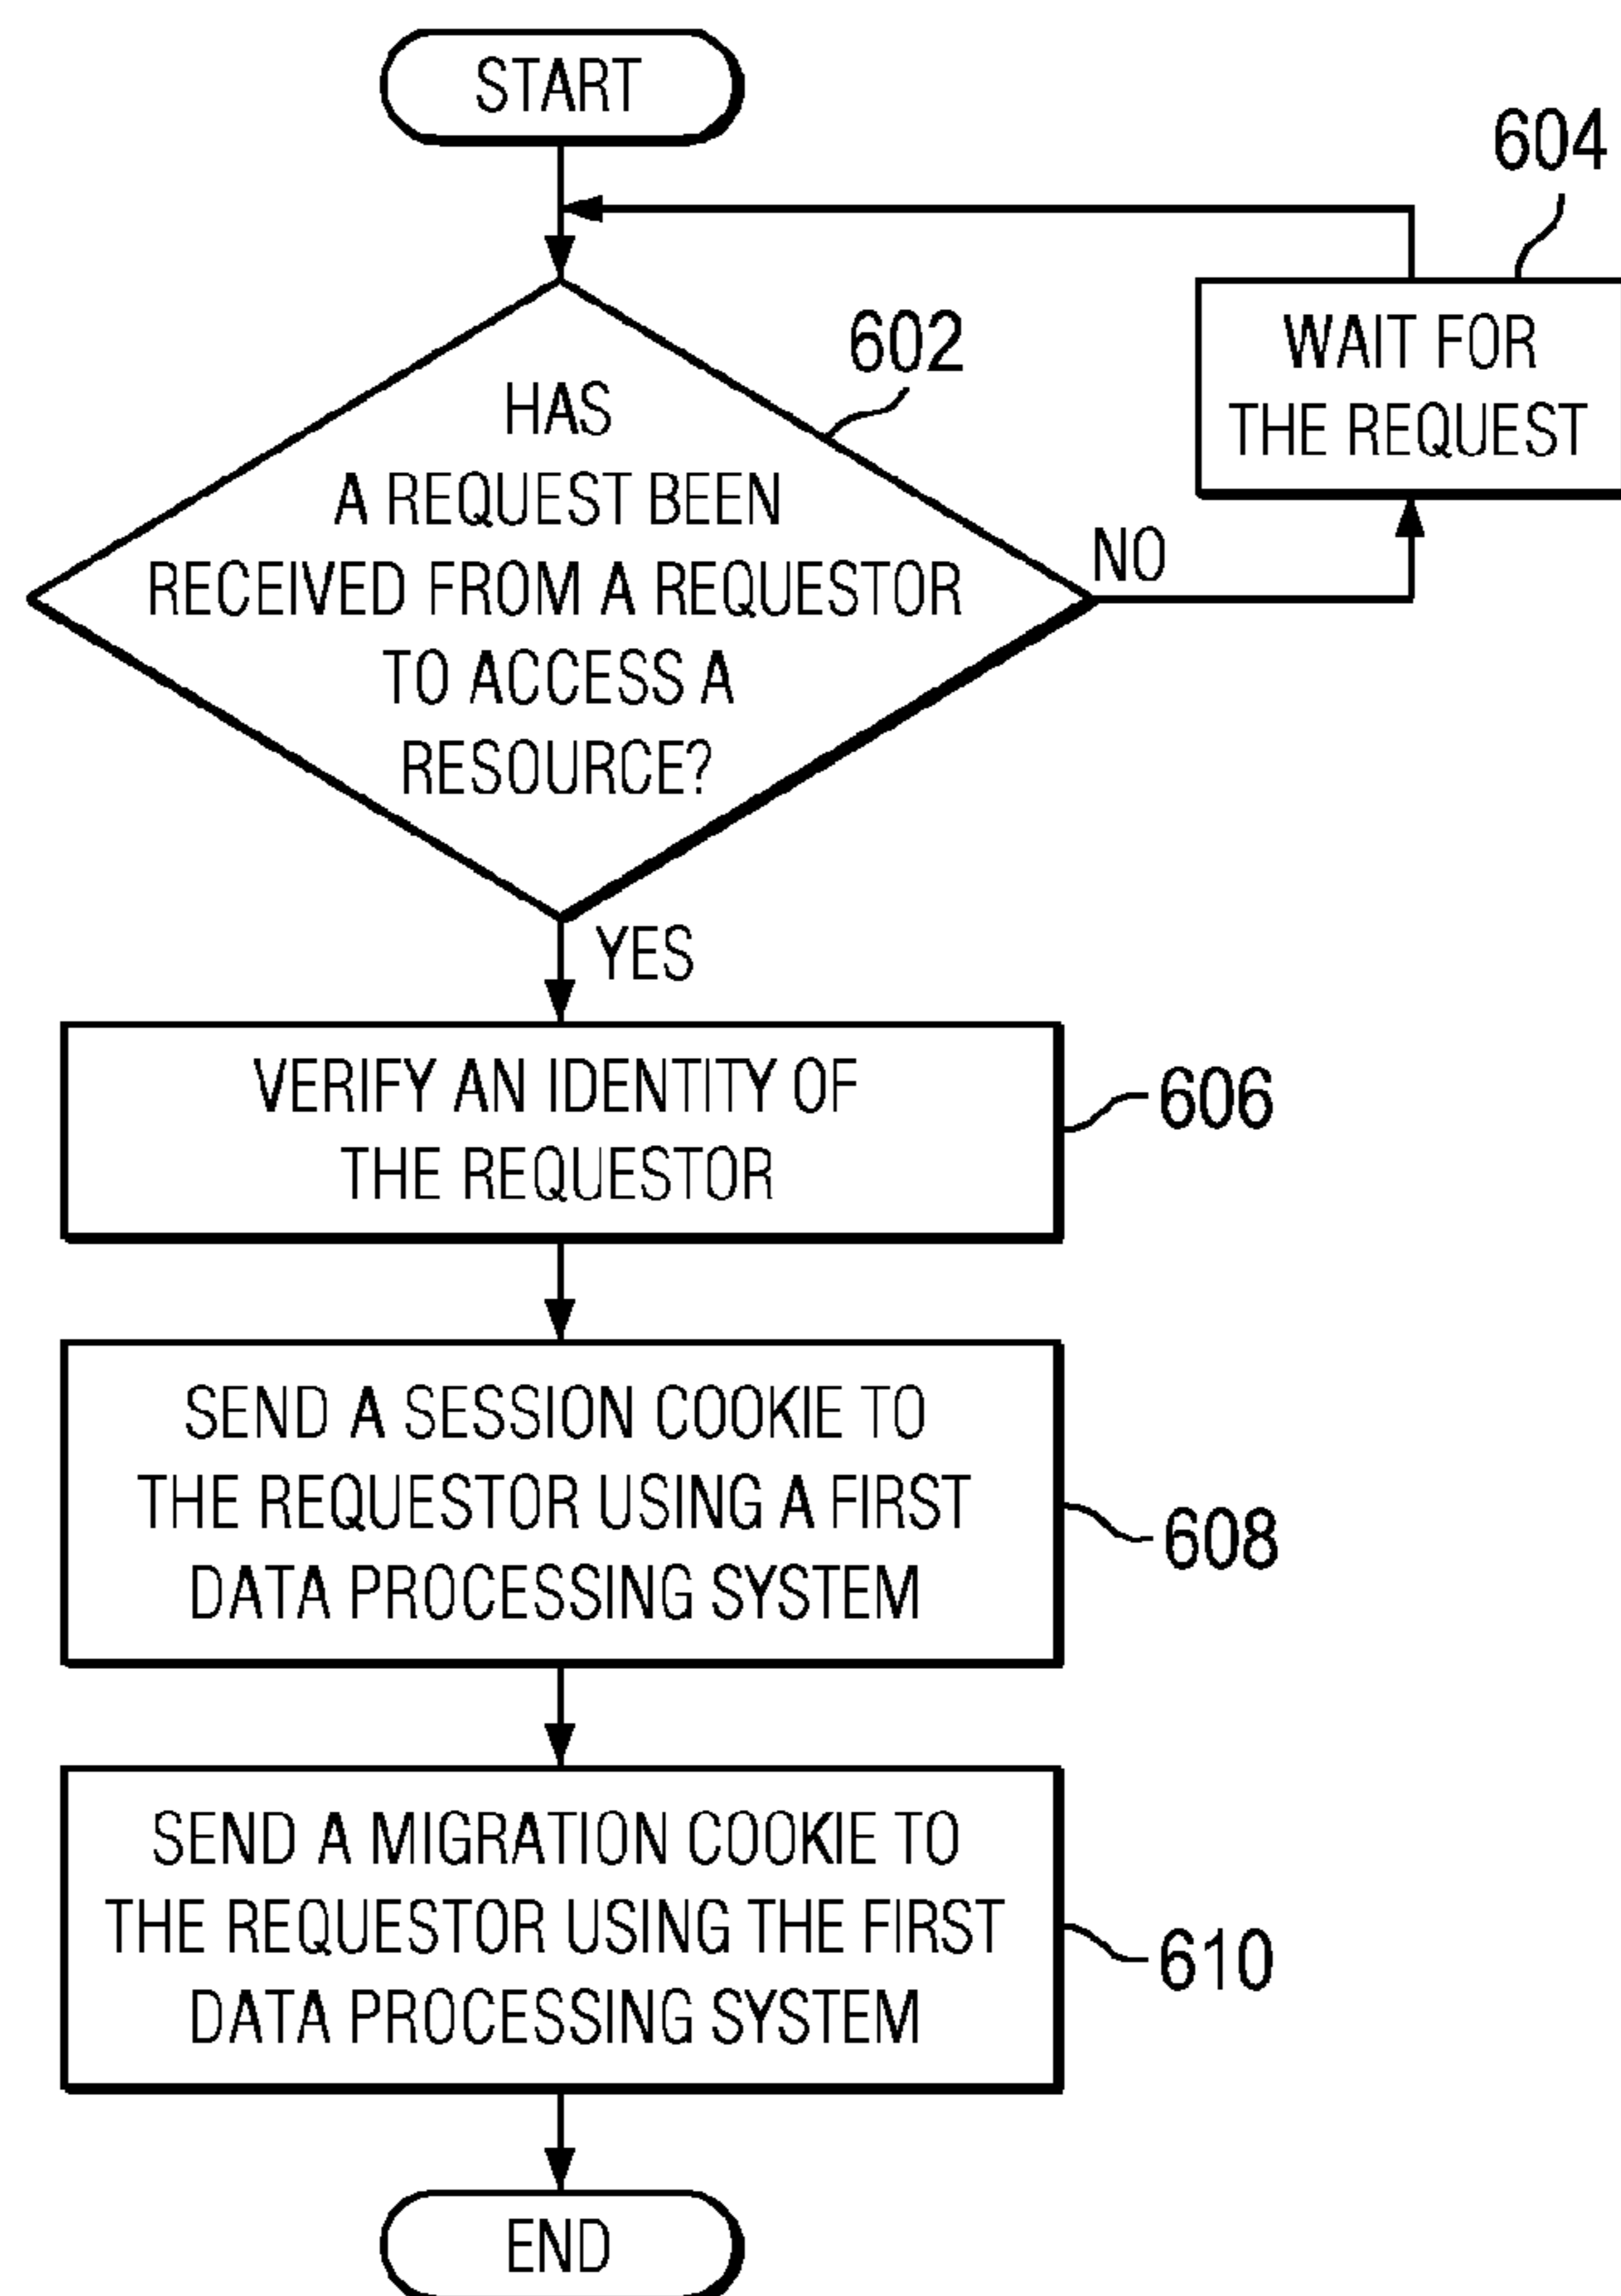 START
604
WAIT FOR
THE REQUEST
602
HAS
A REQUEST BEEN
RECEIVED FROM A REQUESTOR
TO ACCESS A
RESOURCE?
NO
YES
VERIFY AN IDENTITY OF
THE REQUESTOR
606
SEND A SESSION COOKIE TO
THE REQUESTOR USING A FIRST
DATA PROCESSING SYSTEM
608
SEND A MIGRATION COOKIE TO
THE REQUESTOR USING THE FIRST
DATA PROCESSING SYSTEM
610
END